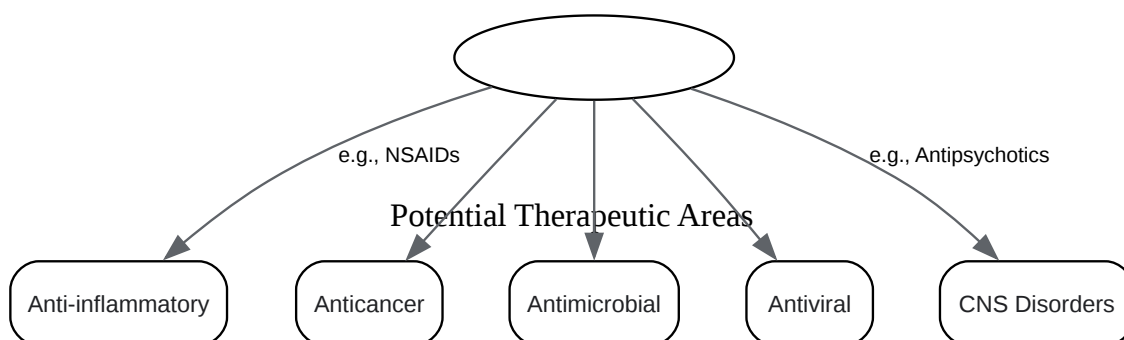 e.g., NSAIDs
e.g., Antipsychotics
Potential Therapeutic Areas
Anti-inflammatory
Anticancer
Antimicrobial
Antiviral
CNS Disorders